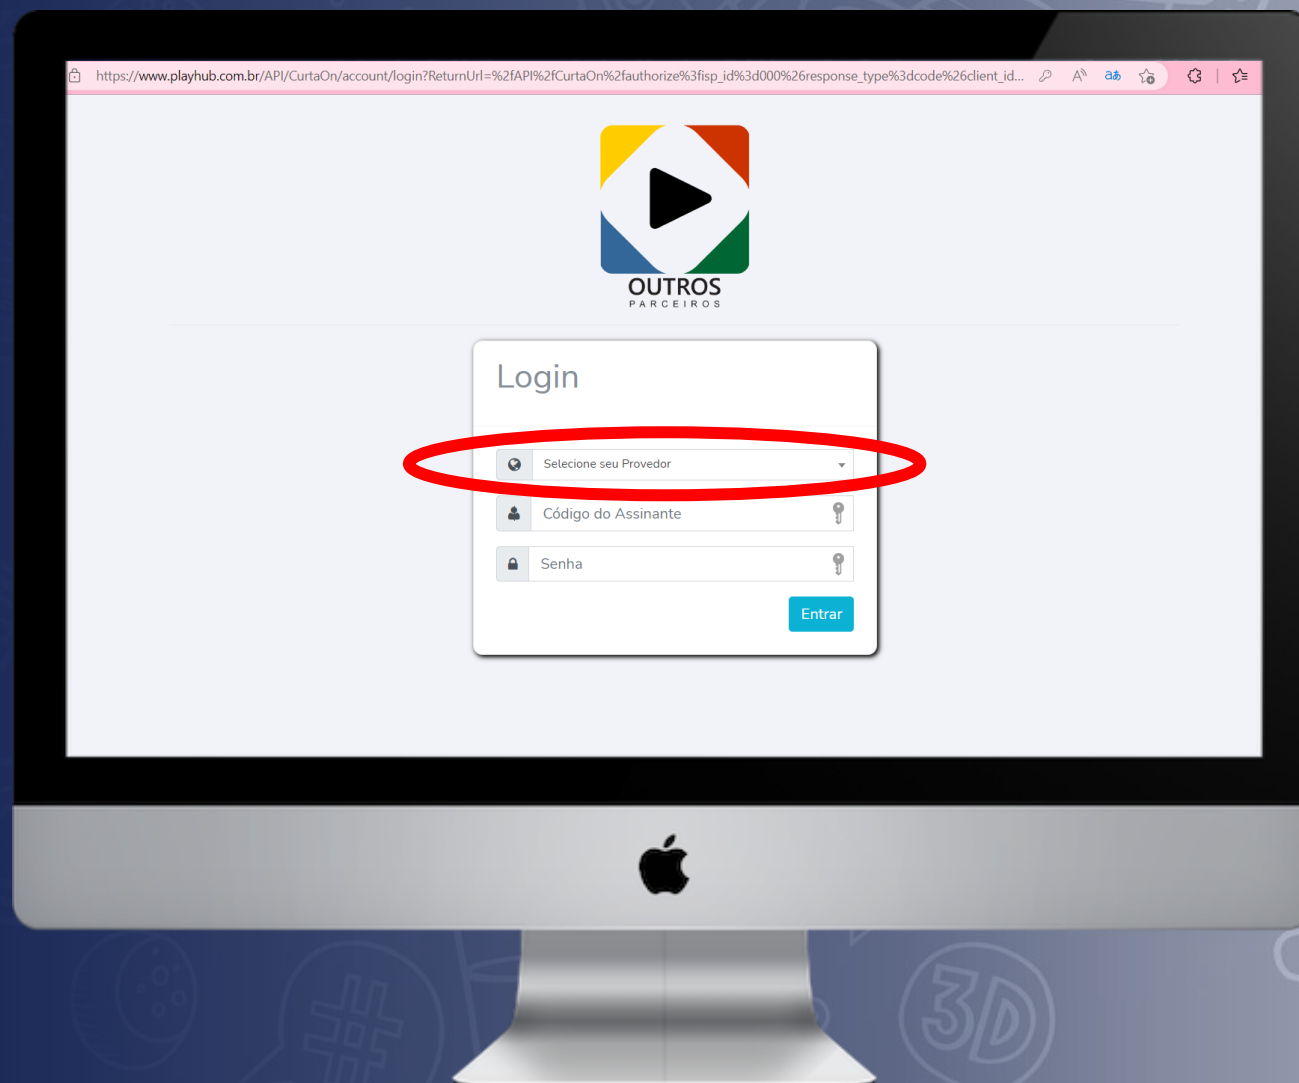 https://www.playhub.com.br/API/CurtaOn/account/login?ReturnUrl=%2fAPI%2fCurtaOn%2fauthorize%3fisp_id%3d000%26response_type%3dcode%26client_id...
OUTROS
PARCEIROS
Login
Selecione seu Provedor
Código do Assinante
Senha
Entrar
#
3D